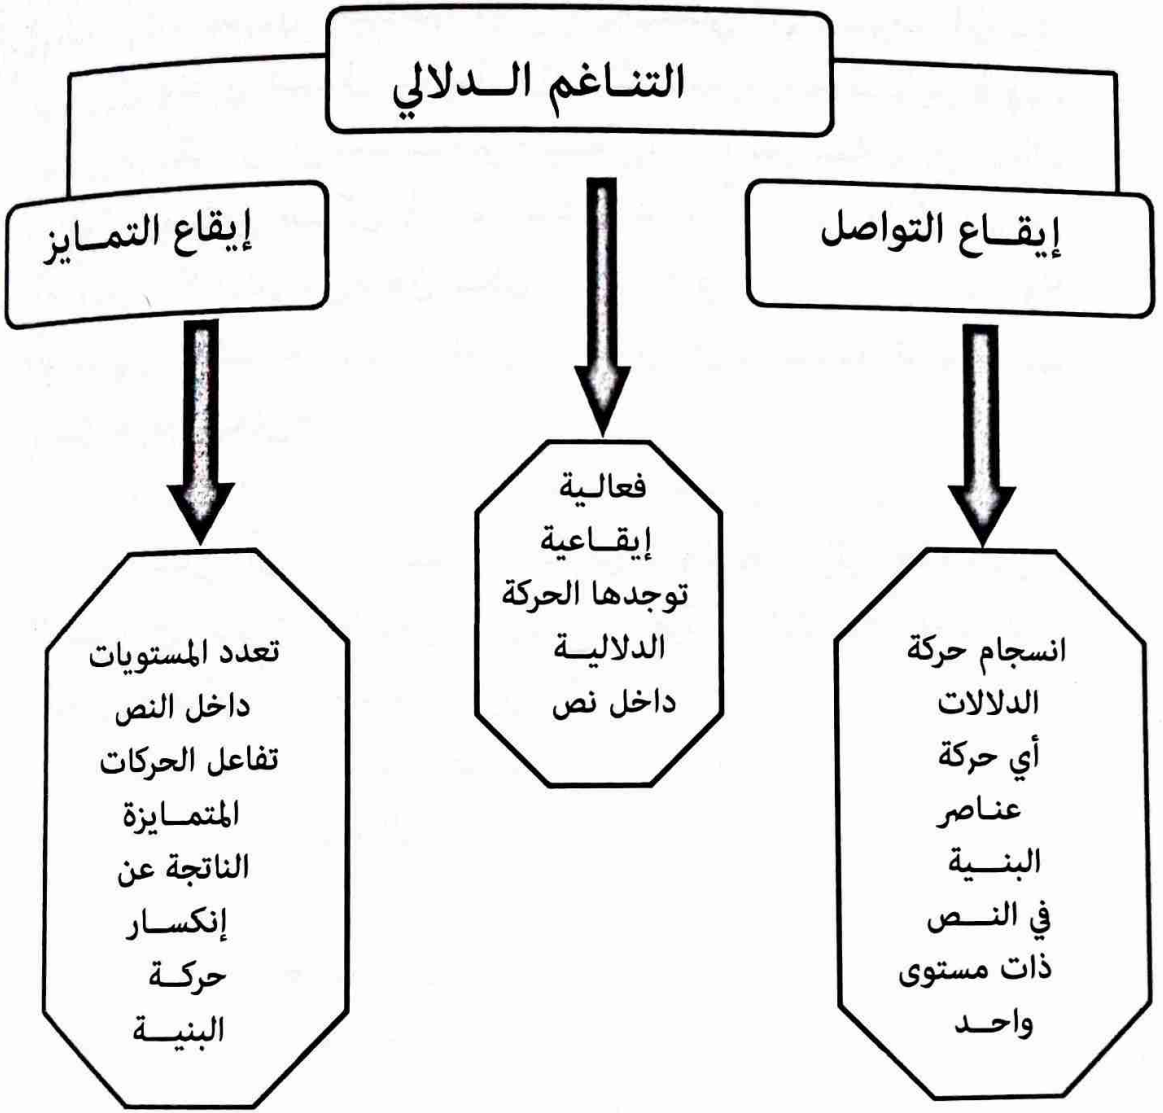 التناغم الدلالي
إيقاع التواصل
إيقاع التمايز
انسجام حركة
الدلالات
أي حركة
عناصر
البنية
في النص
ذات مستوى
واحد
فعالية
إيقاعية
توجدها الحركة
الدلالية
داخل نص
تعدد المستويات
داخل النص
تفاعل الحركات
المتمايزة
الناتجة عن
إنكسار
حركة
البنية